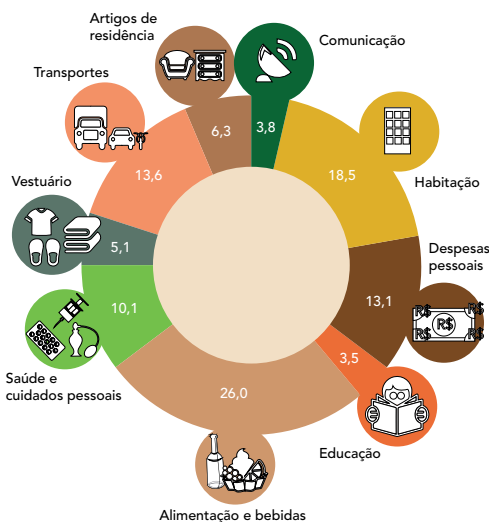 Artigos de
residência
Comunicação
Transportes
6,3
3,8
13,6
18,5
Habitação
Vestuário
5,1
Despesas
pessoais
13,1
R$ R$
R$
R$ R$
10,1
3,5
Saúde e
cuidados pessoais
26,0
Educação
Alimentação e bebidas